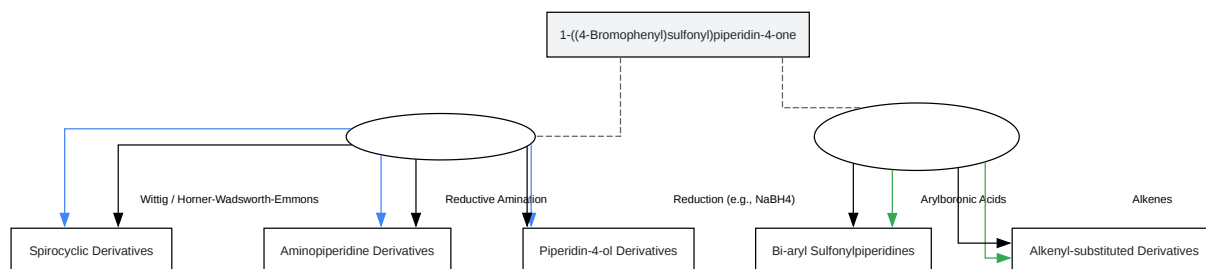 1-((4-Bromophenyl)sulfonyl)piperidin-4-one
Wittig / Horner-Wadsworth-Emmons
Reductive Amination
Reduction (e.g., NaBH4)
Arylboronic Acids
Alkenes
Spirocyclic Derivatives
Aminopiperidine Derivatives
Piperidin-4-ol Derivatives
Bi-aryl Sulfonylpiperidines
Alkenyl-substituted Derivatives